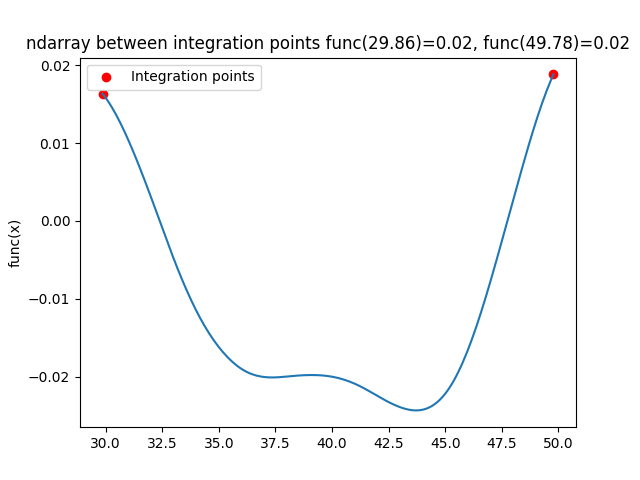 ndarray between integration points func(29.86)=0.02, func(49.78)=0.02
Integration points
func(x)
0.02
0.01
0.00
−0.01
−0.02
30.0 32.5 35.0 37.5 40.0 42.5 45.0 47.5 50.0